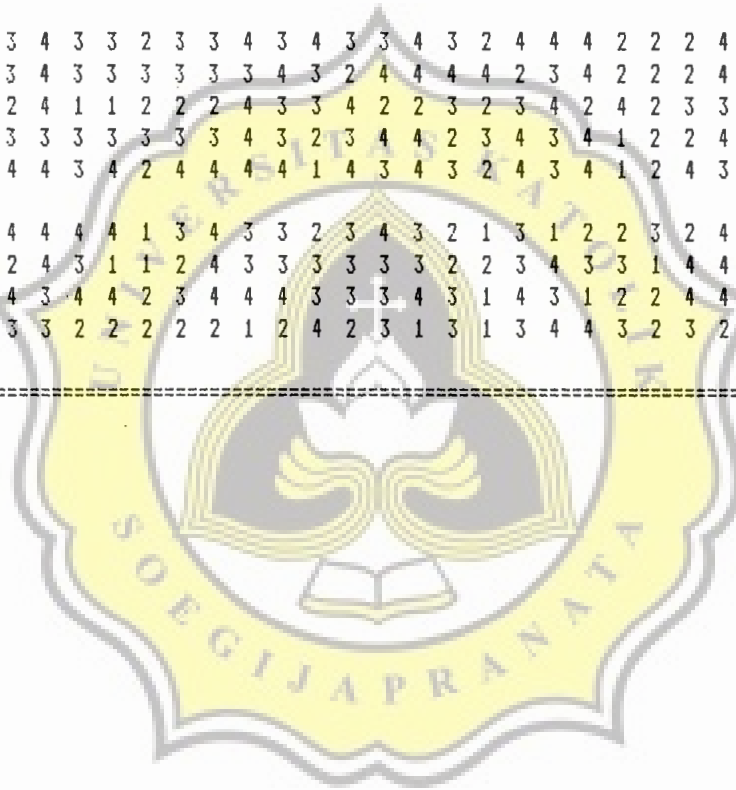 3 4 3 3 2 3 3 4 3 4 3 3 4 3 2 4 4 4 2 2 2 4
3 4 3 3 3 3 3 3 4 3 2 4 4 4 4 2 3 4 2 2 2 4
2 4 1 1 2 2 2 4 3 3 4 2 2 3 2 3 4 2 4 2 3 3
3 3 3 3 3 3 3 4 3 2 3 4 4 2 3 4 3 4 1 2 2 4
4 4 3 4 2 4 4 4 4 1 4 3 4 3 2 4 3 4 1 2 4 3
4 4 4 4 1 3 4 3 3 2 3 4 3 2 1 3 1 2 2 3 2 4
2 4 3 1 1 2 4 3 3 3 3 3 3 2 2 3 4 3 3 1 4 4
4 3 4 4 2 3 4 4 4 3 3 3 4 3 1 4 3 1 2 2 4 4
3 3 2 2 2 2 2 1 2 4 2 3 1 3 1 3 4 4 3 2 3 2
UNIVERSITAS KATOLIK
SOEGIJAPRANATA